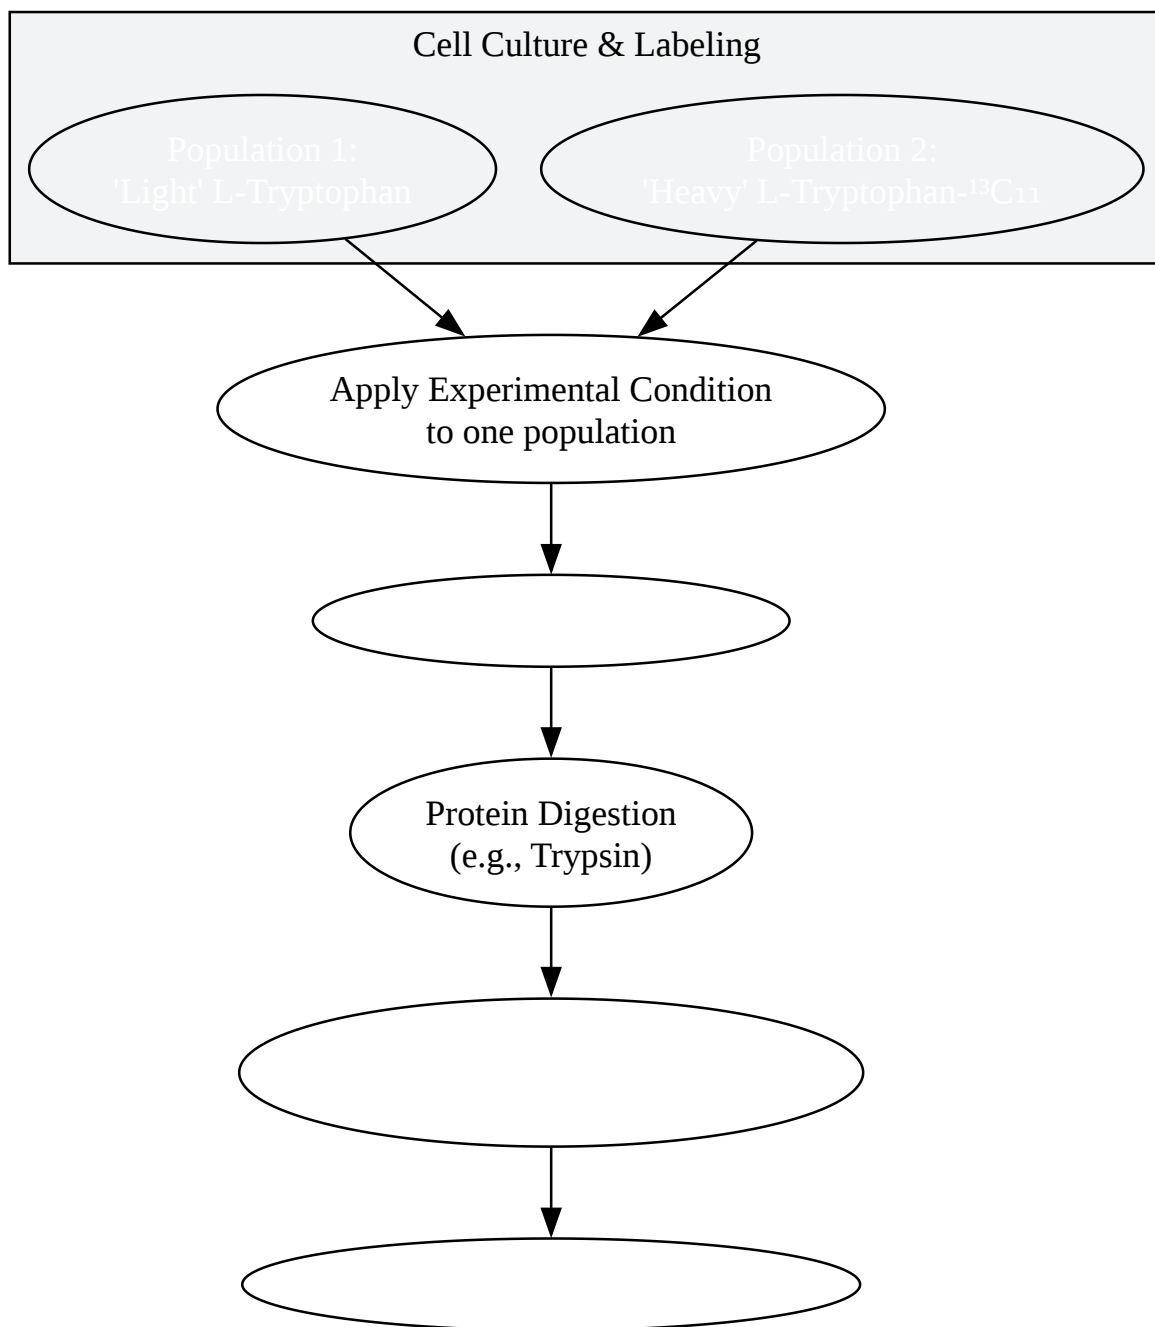 Cell Culture & Labeling
Population 1:
'Light' L-Tryptophan
Population 2:
'Heavy' L-Tryptophan-¹³C₁₁
Apply Experimental Condition
to one population
Protein Digestion
(e.g., Trypsin)